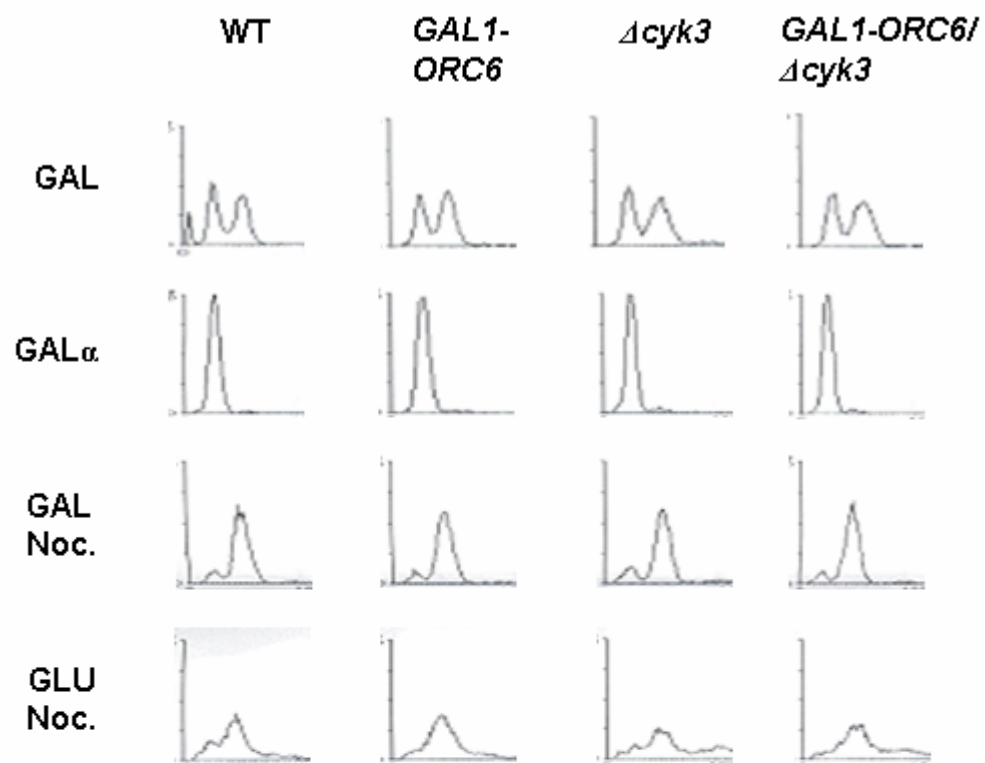 WT
GAL1-
ORC6
Δcyk3
GAL1-ORC6/
Δcyk3
GAL
GALα
GAL
Noc.
GLU
Noc.